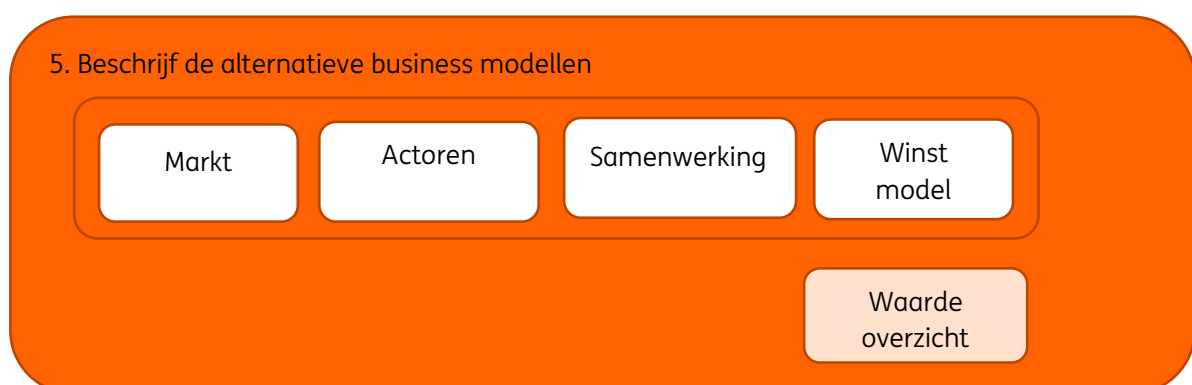 5. Beschrijf de alternatieve business modellen
Markt
Actoren
Samenwerking
Winst
model
Waarde
overzicht